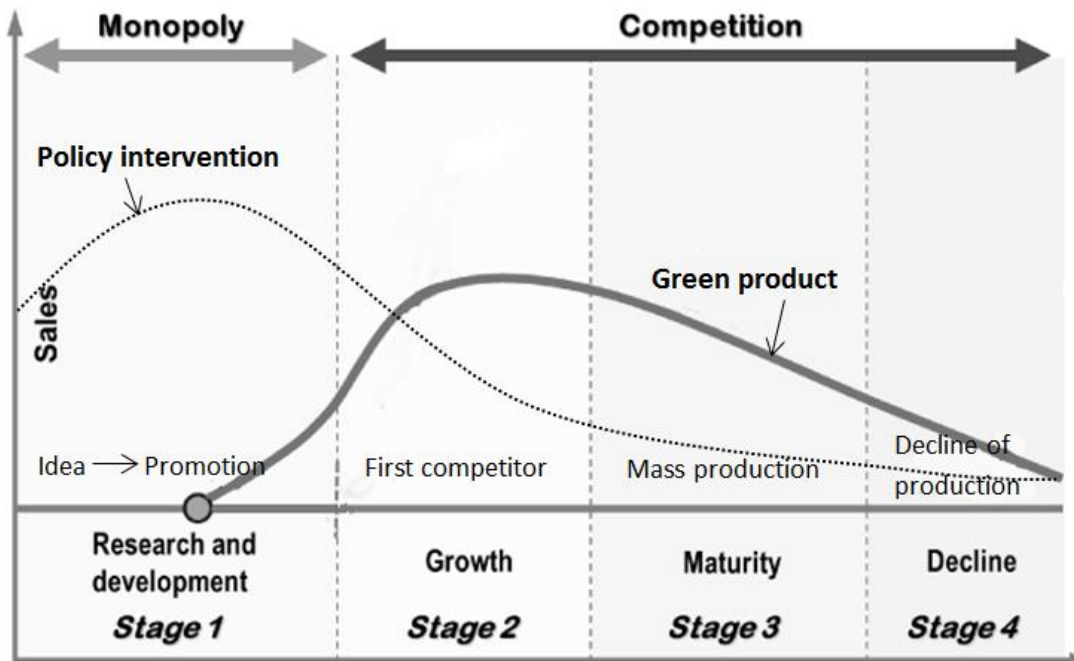 Monopoly
Competition
Policy intervention
Green product
Sales
Idea → Promotion
First competitor
Mass production
Decline of
production
Research and
development
Growth
Maturity
Decline
Stage 1
Stage 2
Stage 3
Stage 4